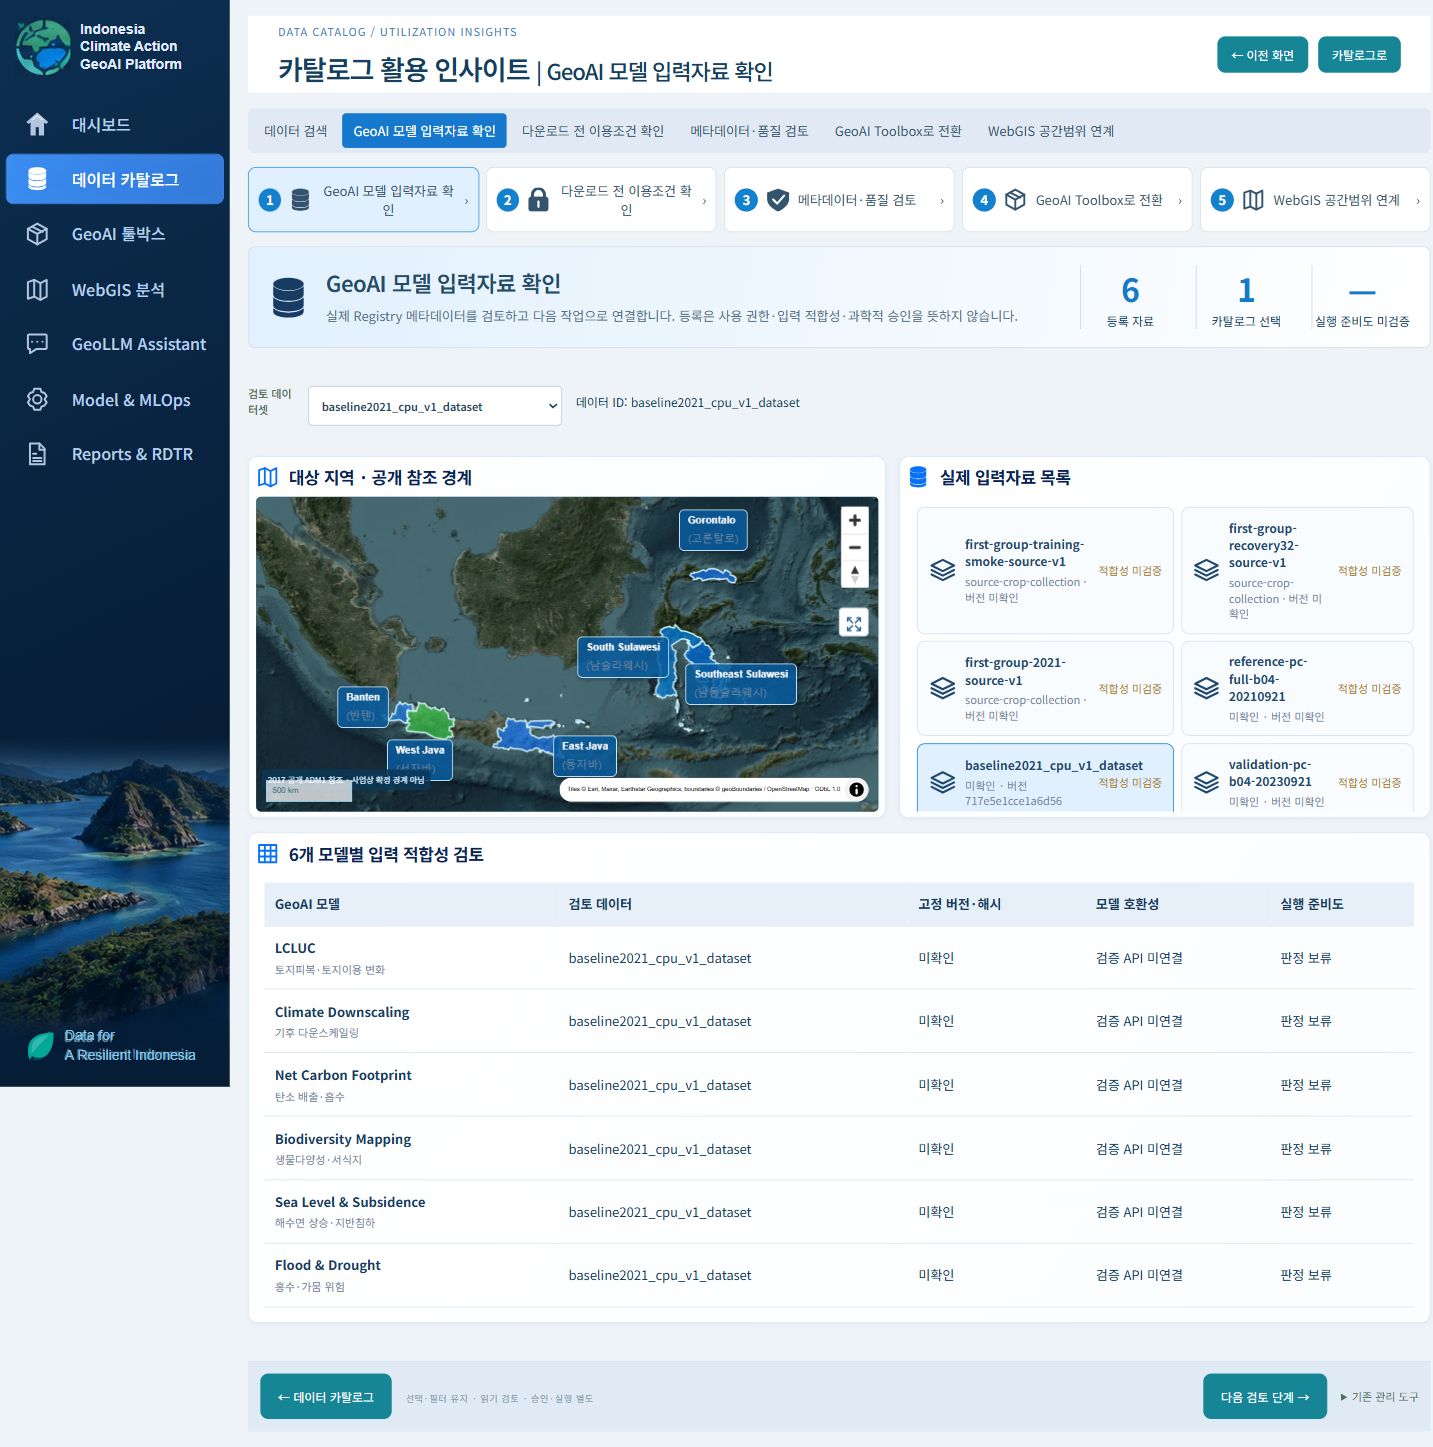 Indonesia
Climate Action
GeoAI Platform
대시보드
데이터 카탈로그
GeoAI 툴박스
WebGIS 분석
GeoLLM Assistant
Model & MLOps
Reports & RDTR
Data for
A Resilient Indonesia
DATA CATALOG / UTILIZATION INSIGHTS
카탈로그 활용 인사이트 | GeoAI 모델 입력자료 확인
← 이전 화면
카탈로그로
데이터 검색
GeoAI 모델 입력자료 확인
다운로드 전 이용조건 확인
메타데이터·품질 검토
GeoAI Toolbox로 전환
WebGIS 공간범위 연계
1
GeoAI 모델 입력자료 확
인
›
2
다운로드 전 이용조건 확
인
›
3
메타데이터·품질 검토
›
4
GeoAI Toolbox로 전환
›
5
WebGIS 공간범위 연계
›
GeoAI 모델 입력자료 확인
실제 Registry 메타데이터를 검토하고 다음 작업으로 연결합니다. 등록은 사용 권한·입력 적합성·과학적 승인을 뜻하지 않습니다.
6
등록 자료
1
카탈로그 선택
—
실행 준비도 미검증
검토 데이
터셋
baseline2021_cpu_v1_dataset
데이터 ID: baseline2021_cpu_v1_dataset
대상 지역 · 공개 참조 경계
Gorontalo
(고론탈로)
South Sulawesi
(남술라웨시)
Southeast Sulawesi
(남동술라웨시)
Banten
(반텐)
West Java
(서자바)
East Java
(동자바)
2017 공개 ADM1 참조 · 사업상 확정 경계 아님
500 km
Tiles © Esri, Maxar, Earthstar Geographics; boundaries © geoBoundaries / OpenStreetMap · ODbL 1.0
실제 입력자료 목록
first-group-training-
smoke-source-v1
source-crop-collection ·
버전 미확인
적합성 미검증
first-group-
recovery32-
source-v1
source-crop-
collection · 버전 미
확인
적합성 미검증
first-group-2021-
source-v1
source-crop-collection ·
버전 미확인
적합성 미검증
reference-pc-
full-b04-
20210921
미확인 · 버전 미확인
적합성 미검증
baseline2021_cpu_v1_dataset
미확인 · 버전
717e5e1cce1a6d56
적합성 미검증
validation-pc-
b04-20230921
미확인 · 버전 미확인
적합성 미검증
6개 모델별 입력 적합성 검토
GeoAI 모델 검토 데이터 고정 버전·해시 모델 호환성 실행 준비도
LCLUC
토지피복·토지이용 변화
baseline2021_cpu_v1_dataset 미확인 검증 API 미연결 판정 보류
Climate Downscaling
기후 다운스케일링
baseline2021_cpu_v1_dataset 미확인 검증 API 미연결 판정 보류
Net Carbon Footprint
탄소 배출·흡수
baseline2021_cpu_v1_dataset 미확인 검증 API 미연결 판정 보류
Biodiversity Mapping
생물다양성·서식지
baseline2021_cpu_v1_dataset 미확인 검증 API 미연결 판정 보류
Sea Level & Subsidence
해수면 상승·지반침하
baseline2021_cpu_v1_dataset 미확인 검증 API 미연결 판정 보류
Flood & Drought
홍수·가뭄 위험
baseline2021_cpu_v1_dataset 미확인 검증 API 미연결 판정 보류
← 데이터 카탈로그
선택·필터 유지 · 읽기 검토 · 승인·실행 별도
다음 검토 단계 →
▶ 기존 관리 도구